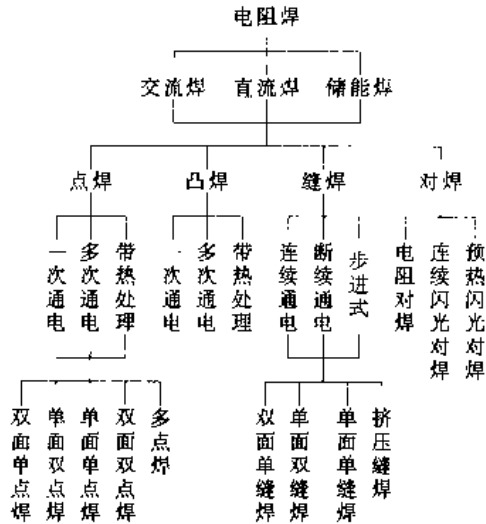 电阻焊
交流焊
直流焊
储能焊
点焊
凸焊
缝焊
对焊
一次通电
多次通电
带热处理
一次通电
多次通电
带热处理
连续通电
断续通电
步进式
电阻对焊
连续闪光对焊
预热闪光对焊
双面单点焊
单面双点焊
单面单点焊
双面双点焊
多点焊
双面单缝焊
单面双缝焊
单面单缝焊
挤压缝焊